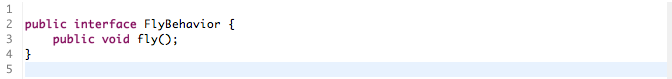 1
2 public interface FlyBehavior {
3     public void fly();
4 }
5